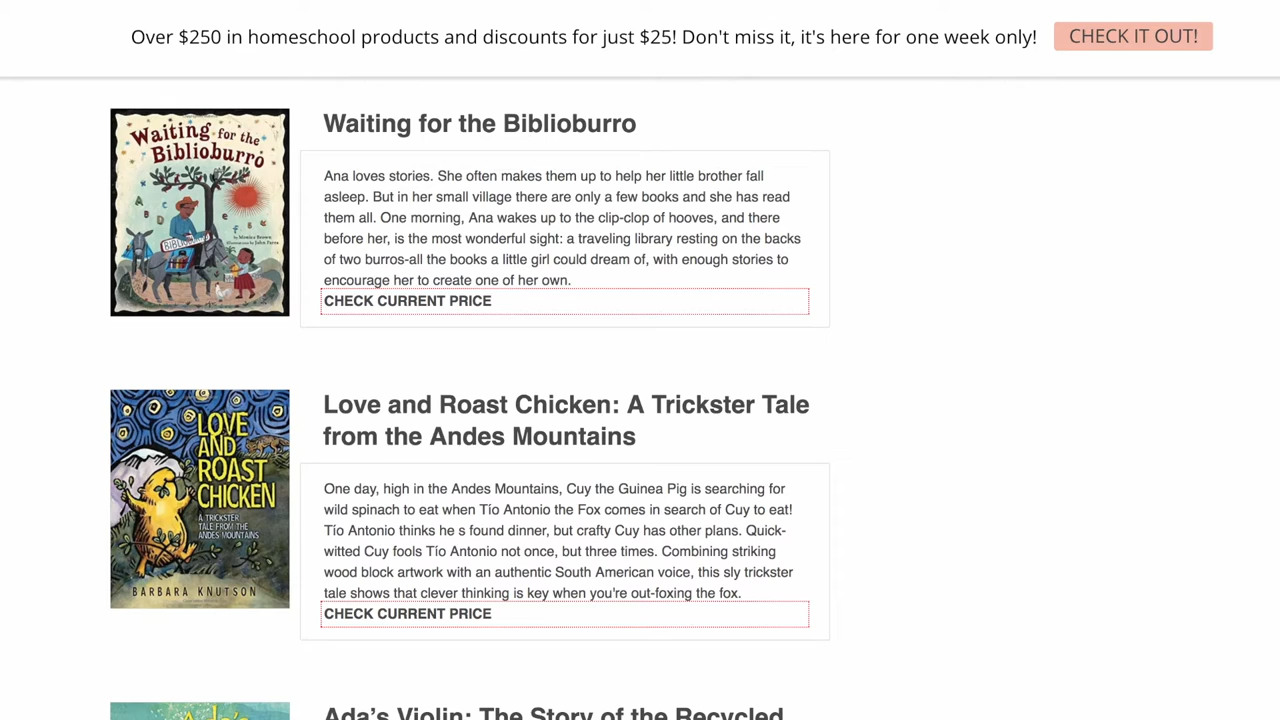 Over $250 in homeschool products and discounts for just $25! Don't miss it, it's here for one week only!
CHECK IT OUT!
Waiting for the
Biblioburro
A
B
C
D
e
f
BIBLIOBURRO
by Monica Brown
illustrations by John Parra
Waiting for the Biblioburro
Ana loves stories. She often makes them up to help her little brother fall
asleep. But in her small village there are only a few books and she has read
them all. One morning, Ana wakes up to the clip-clop of hooves, and there
before her, is the most wonderful sight: a traveling library resting on the backs
of two burros-all the books a little girl could dream of, with enough stories to
encourage her to create one of her own.
CHECK CURRENT PRICE
LOVE
AND
ROAST
CHICKEN
A TRICKSTER
TALE FROM THE
ANDES MOUNTAINS
BARBARA KNUTSON
Love and Roast Chicken: A Trickster Tale
from the Andes Mountains
One day, high in the Andes Mountains, Cuy the Guinea Pig is searching for
wild spinach to eat when Tío Antonio the Fox comes in search of Cuy to eat!
Tío Antonio thinks he s found dinner, but crafty Cuy has other plans. Quick-
witted Cuy fools Tío Antonio not once, but three times. Combining striking
wood block artwork with an authentic South American voice, this sly trickster
tale shows that clever thinking is key when you're out-foxing the fox.
CHECK CURRENT PRICE
Ada's
Ada’s Violin: The Story of the Recycled